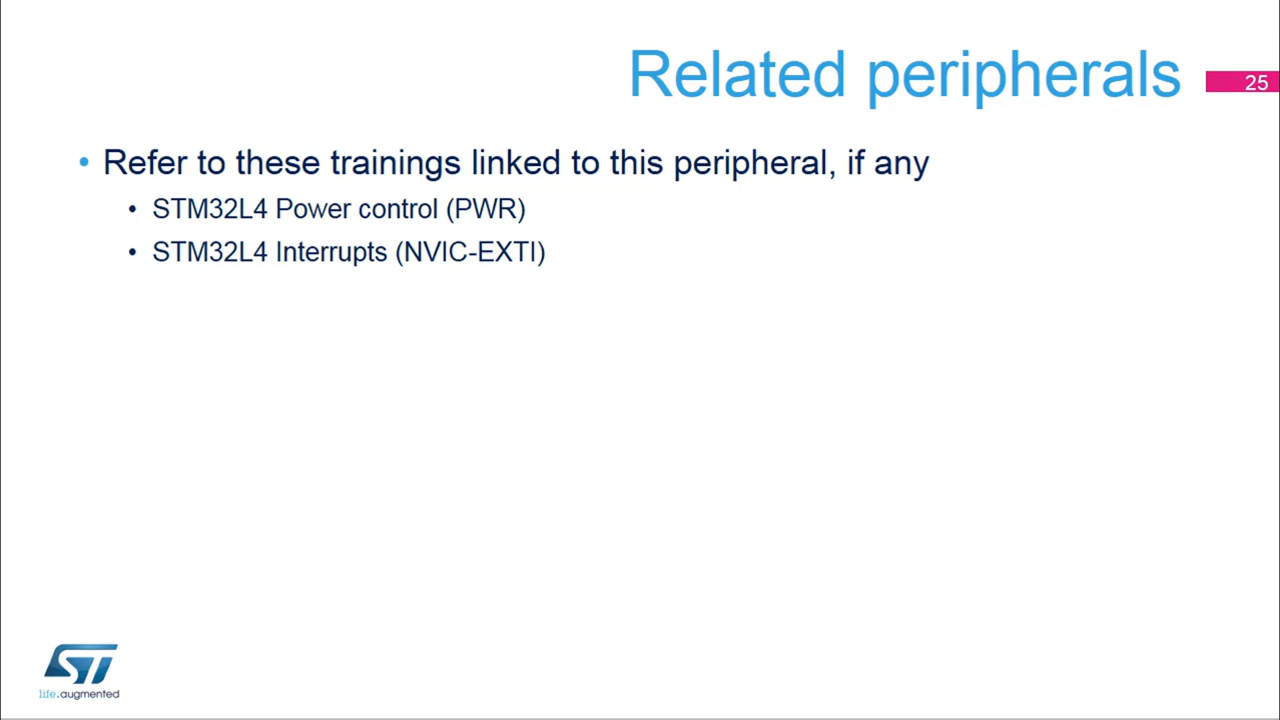 Related peripherals
25
• Refer to these trainings linked to this peripheral, if any
• STM32L4 Power control (PWR)
• STM32L4 Interrupts (NVIC-EXTI)
ST
life.augmented